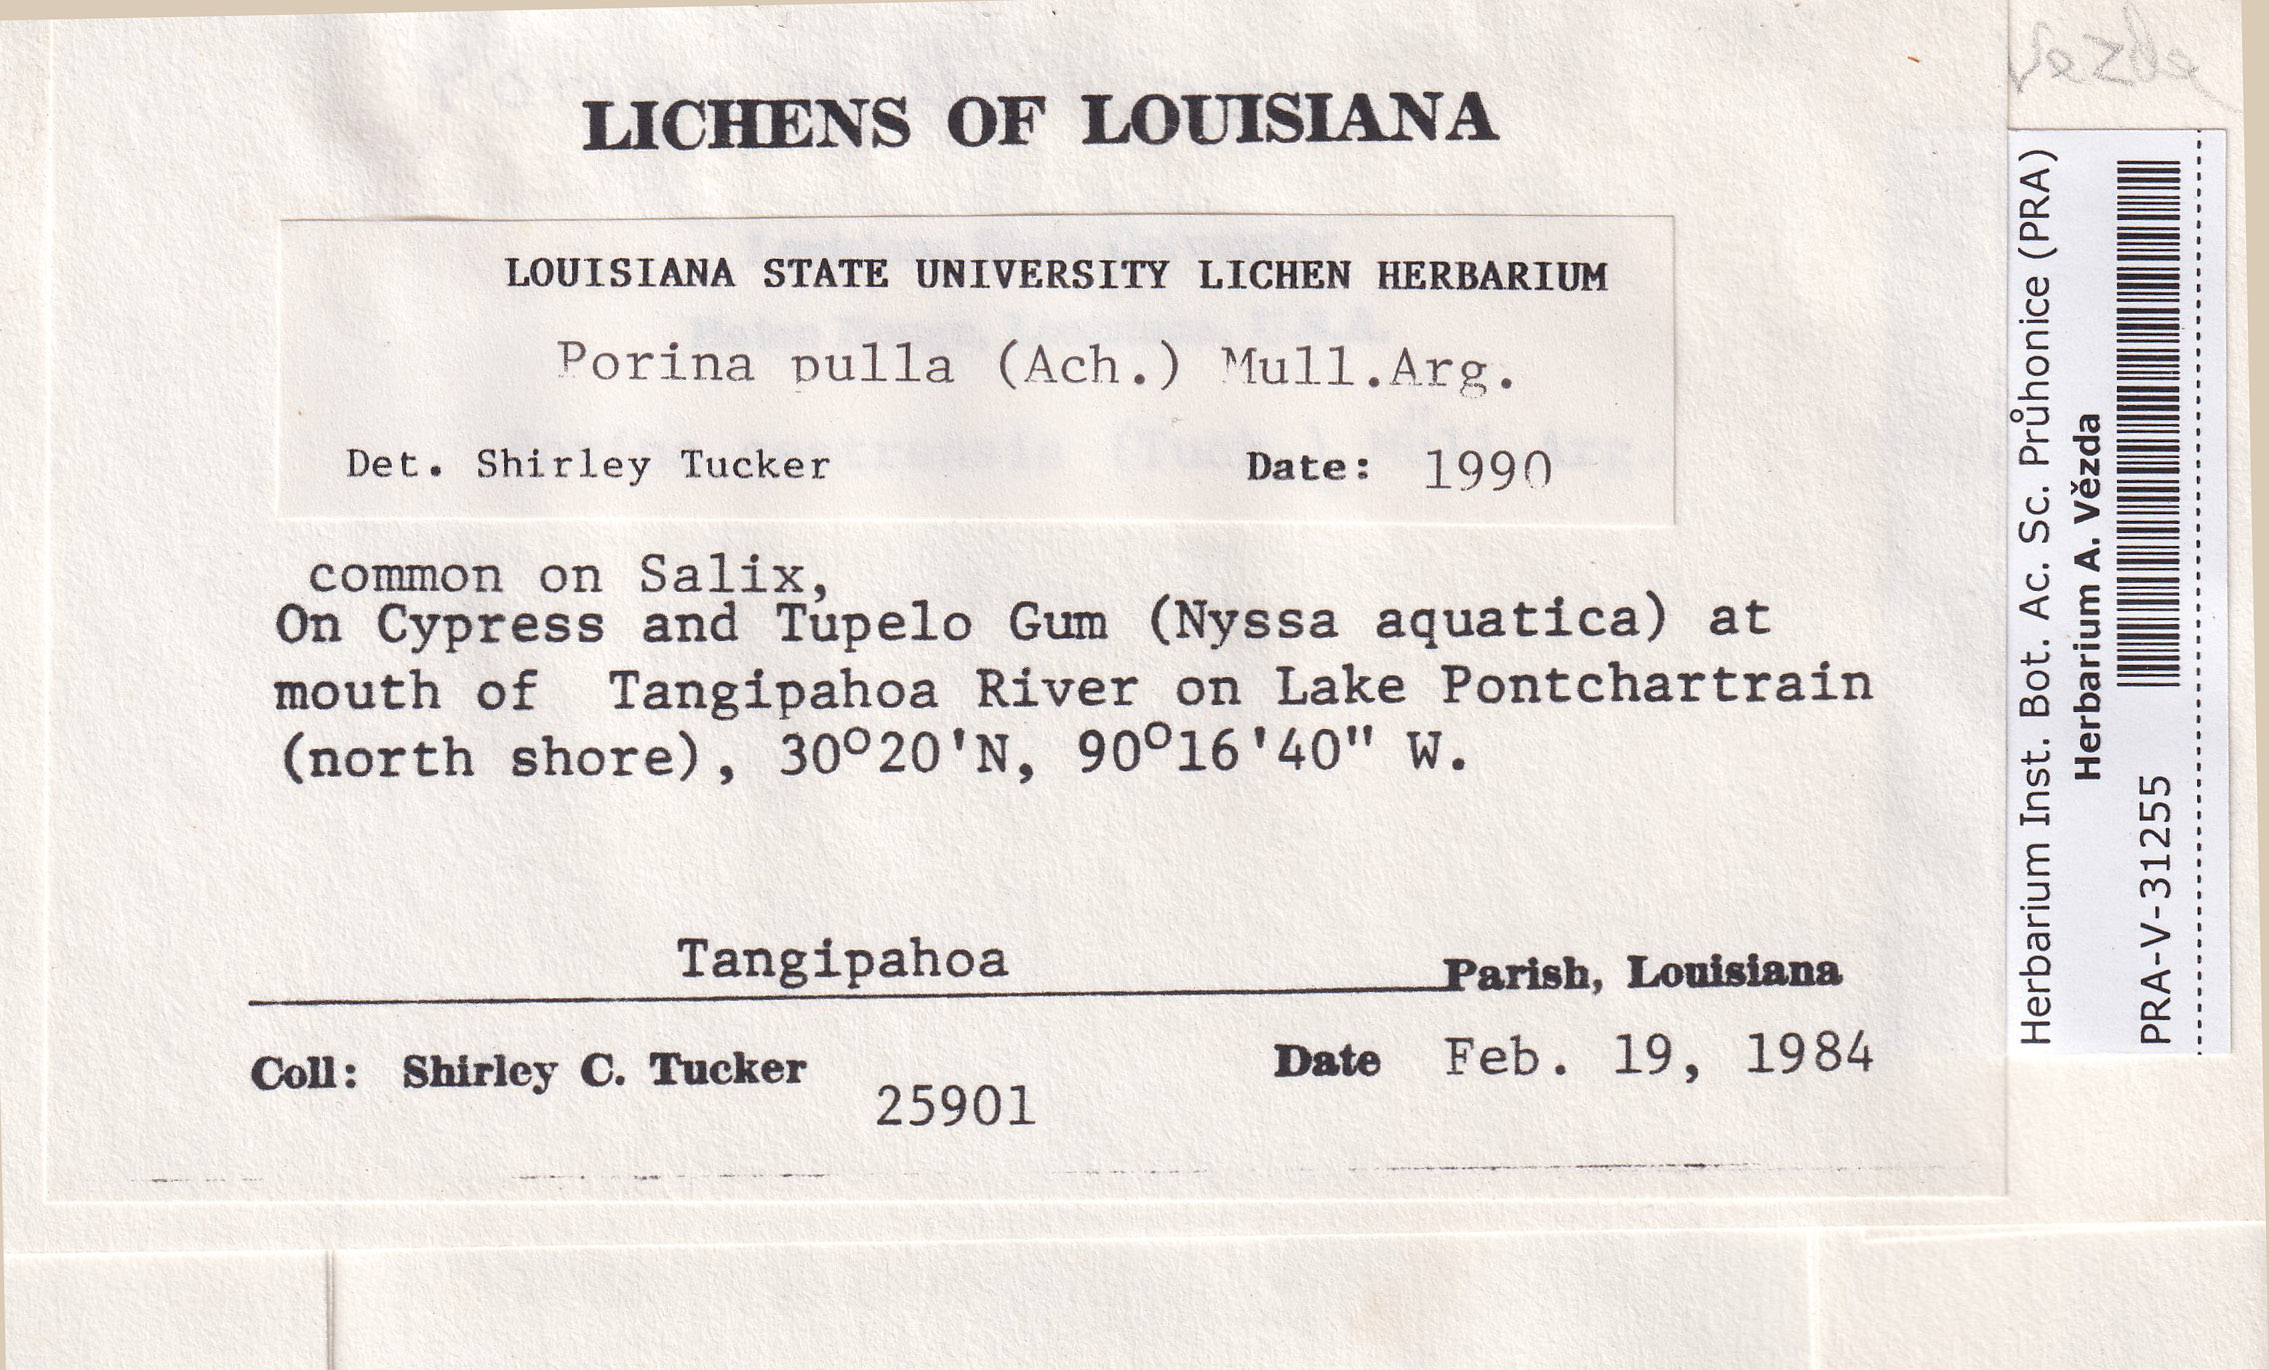 LICHENS OF LOUISIANA
LOUISIANA STATE UNIVERSITY LICHEN HERBARIUM
Porina pulla (Ach.) Mull.Arg.
Det. Shirley Tucker Date: 1990
common on Salix,
On Cypress and Tupelo Gum (Nyssa aquatica) at
mouth of Tangipahoa River on Lake Pontchartrain
(north shore), 30°20'N, 90°16'40" W.
Tangipahoa Parish, Louisiana
Coll: Shirley C. Tucker Date Feb. 19, 1984
25901
Vezda
Herbarium Inst. Bot. Ac. Sc. Průhonice (PRA)
Herbarium A. Vězda
PRA-V-31255